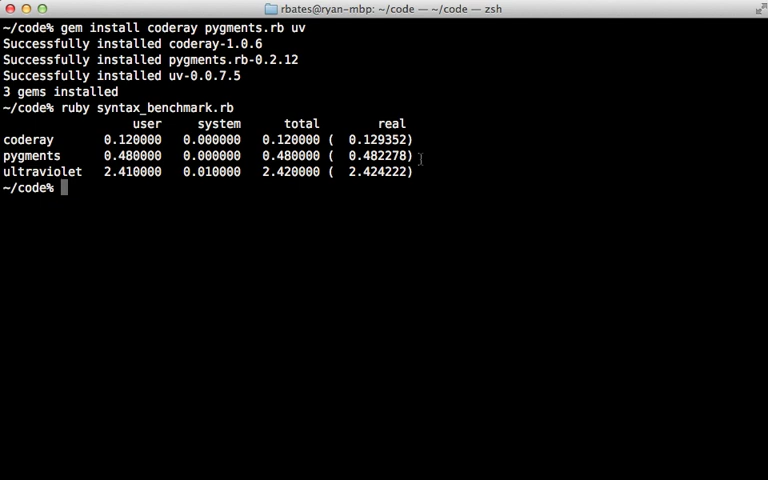 rbates@ryan-mbp: ~/code — ~/code — zsh
~/code% gem install coderay pygments.rb uv
Successfully installed coderay-1.0.6
Successfully installed pygments.rb-0.2.12
Successfully installed uv-0.0.7.5
3 gems installed
~/code% ruby syntax_benchmark.rb
user system total real
coderay 0.120000 0.000000 0.120000 ( 0.129352)
pygments 0.480000 0.000000 0.480000 ( 0.482278)
ultraviolet 2.410000 0.010000 2.420000 ( 2.424222)
~/code%